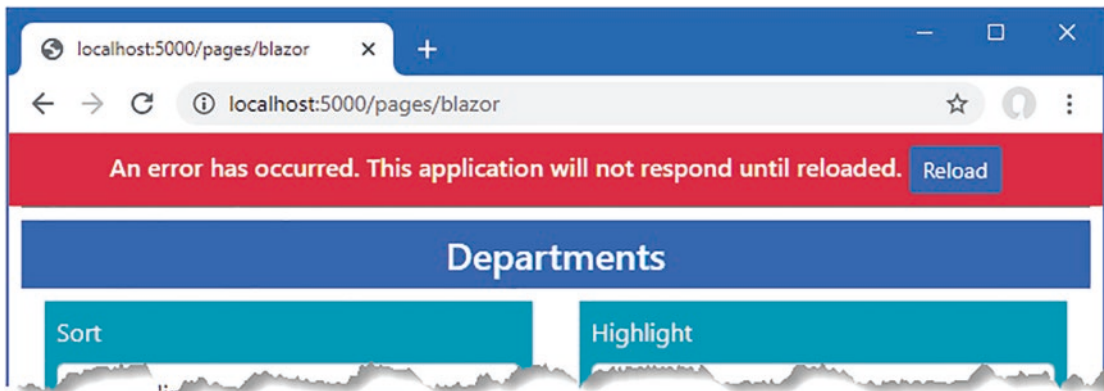 localhost:5000/pages/blazor
localhost:5000/pages/blazor
An error has occurred. This application will not respond until reloaded. Reload
Departments
Sort Highlight